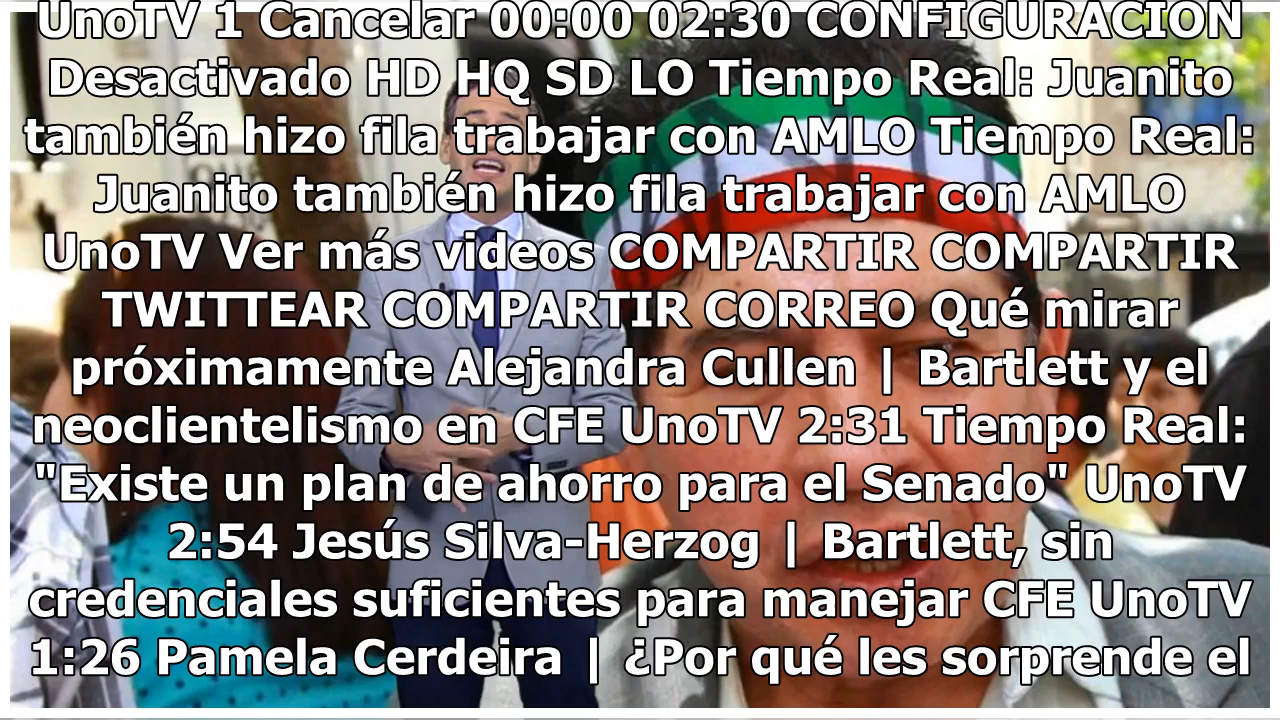 UnoTV 1 Cancelar 00:00 02:30 CONFIGURACIÓN
Desactivado HD HQ SD LO Tiempo Real: Juanito
también hizo fila trabajar con AMLO Tiempo Real:
Juanito también hizo fila trabajar con AMLO
UnoTV Ver más videos COMPARTIR COMPARTIR
TWITTEAR COMPARTIR CORREO Qué mirar
próximamente Alejandra Cullen | Bartlett y el
neoclientelismo en CFE UnoTV 2:31 Tiempo Real:
"Existe un plan de ahorro para el Senado" UnoTV
2:54 Jesús Silva-Herzog | Bartlett, sin
credenciales suficientes para manejar CFE UnoTV
1:26 Pamela Cerdeira | ¿Por qué les sorprende el